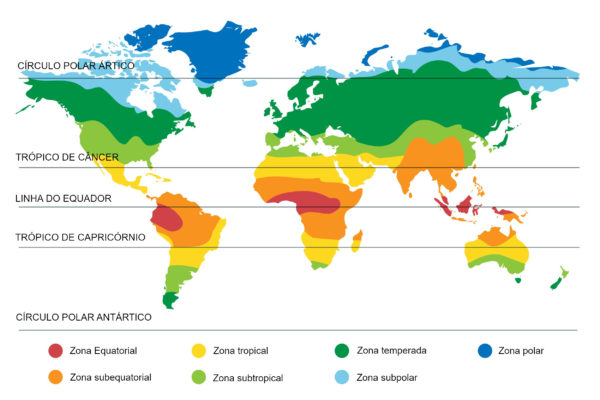 CÍRCULO POLAR ÁRTICO
TRÓPICO DE CÂNCER
LINHA DO EQUADOR
TRÓPICO DE CAPRICÓRNIO
CÍRCULO POLAR ANTÁRTICO
Zona Equatorial
Zona tropical
Zona temperada
Zona polar
Zona subequatorial
Zona subtropical
Zona subpolar